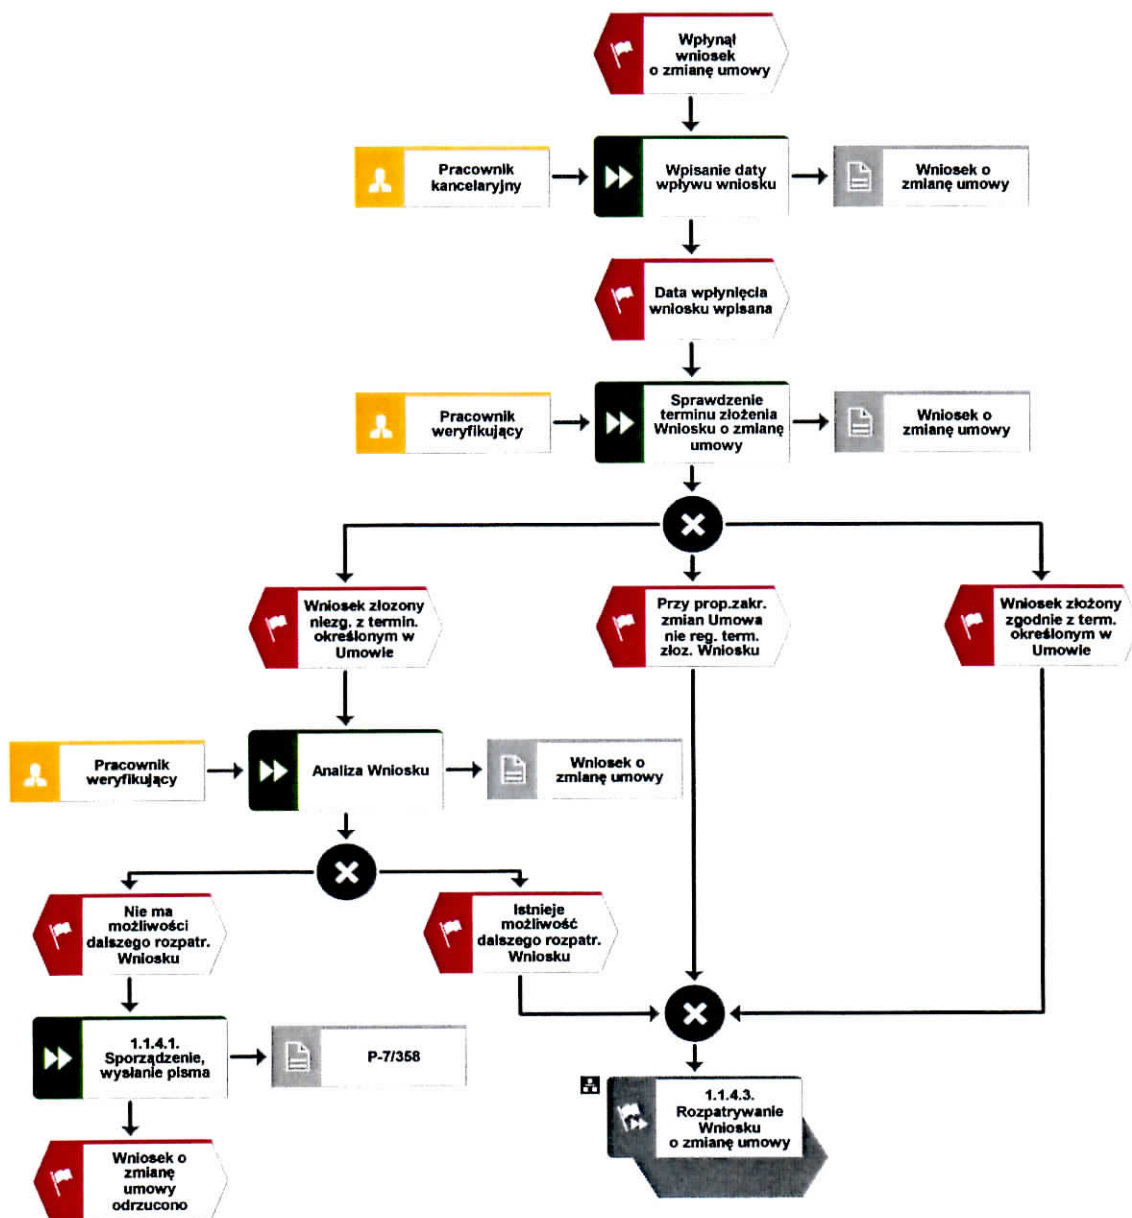 Wpłynął
wniosek
o zmianę umowy
Pracownik
kancelaryjny
Wpisanie daty
wpływu wniosku
Wniosek o
zmianę umowy
Data wpłynięcia
wniosku wpisana
Pracownik
weryfikujący
Sprawdzenie
terminu złożenia
Wniosku o zmianę
umowy
Wniosek o
zmianę umowy
Wniosek złozony
niezg. z termin.
określonym w
Umowie
Przy prop.zakr.
zmian Umowa
nie reg. term.
złoz. Wniosku
Wniosek złożony
zgodnie z term.
określonym w
Umowie
Pracownik
weryfikujący
Analiza Wniosku
Wniosek o
zmianę umowy
Nie ma
możliwości
dalszego rozpatr.
Wniosku
Istnieje
możliwość
dalszego rozpatr.
Wniosku
1.1.4.1.
Sporządzenie,
wysłanie pisma
P-7/358
1.1.4.3.
Rozpatrywanie
Wniosku
o zmianę umowy
Wniosek o
zmianę
umowy
odrzucono